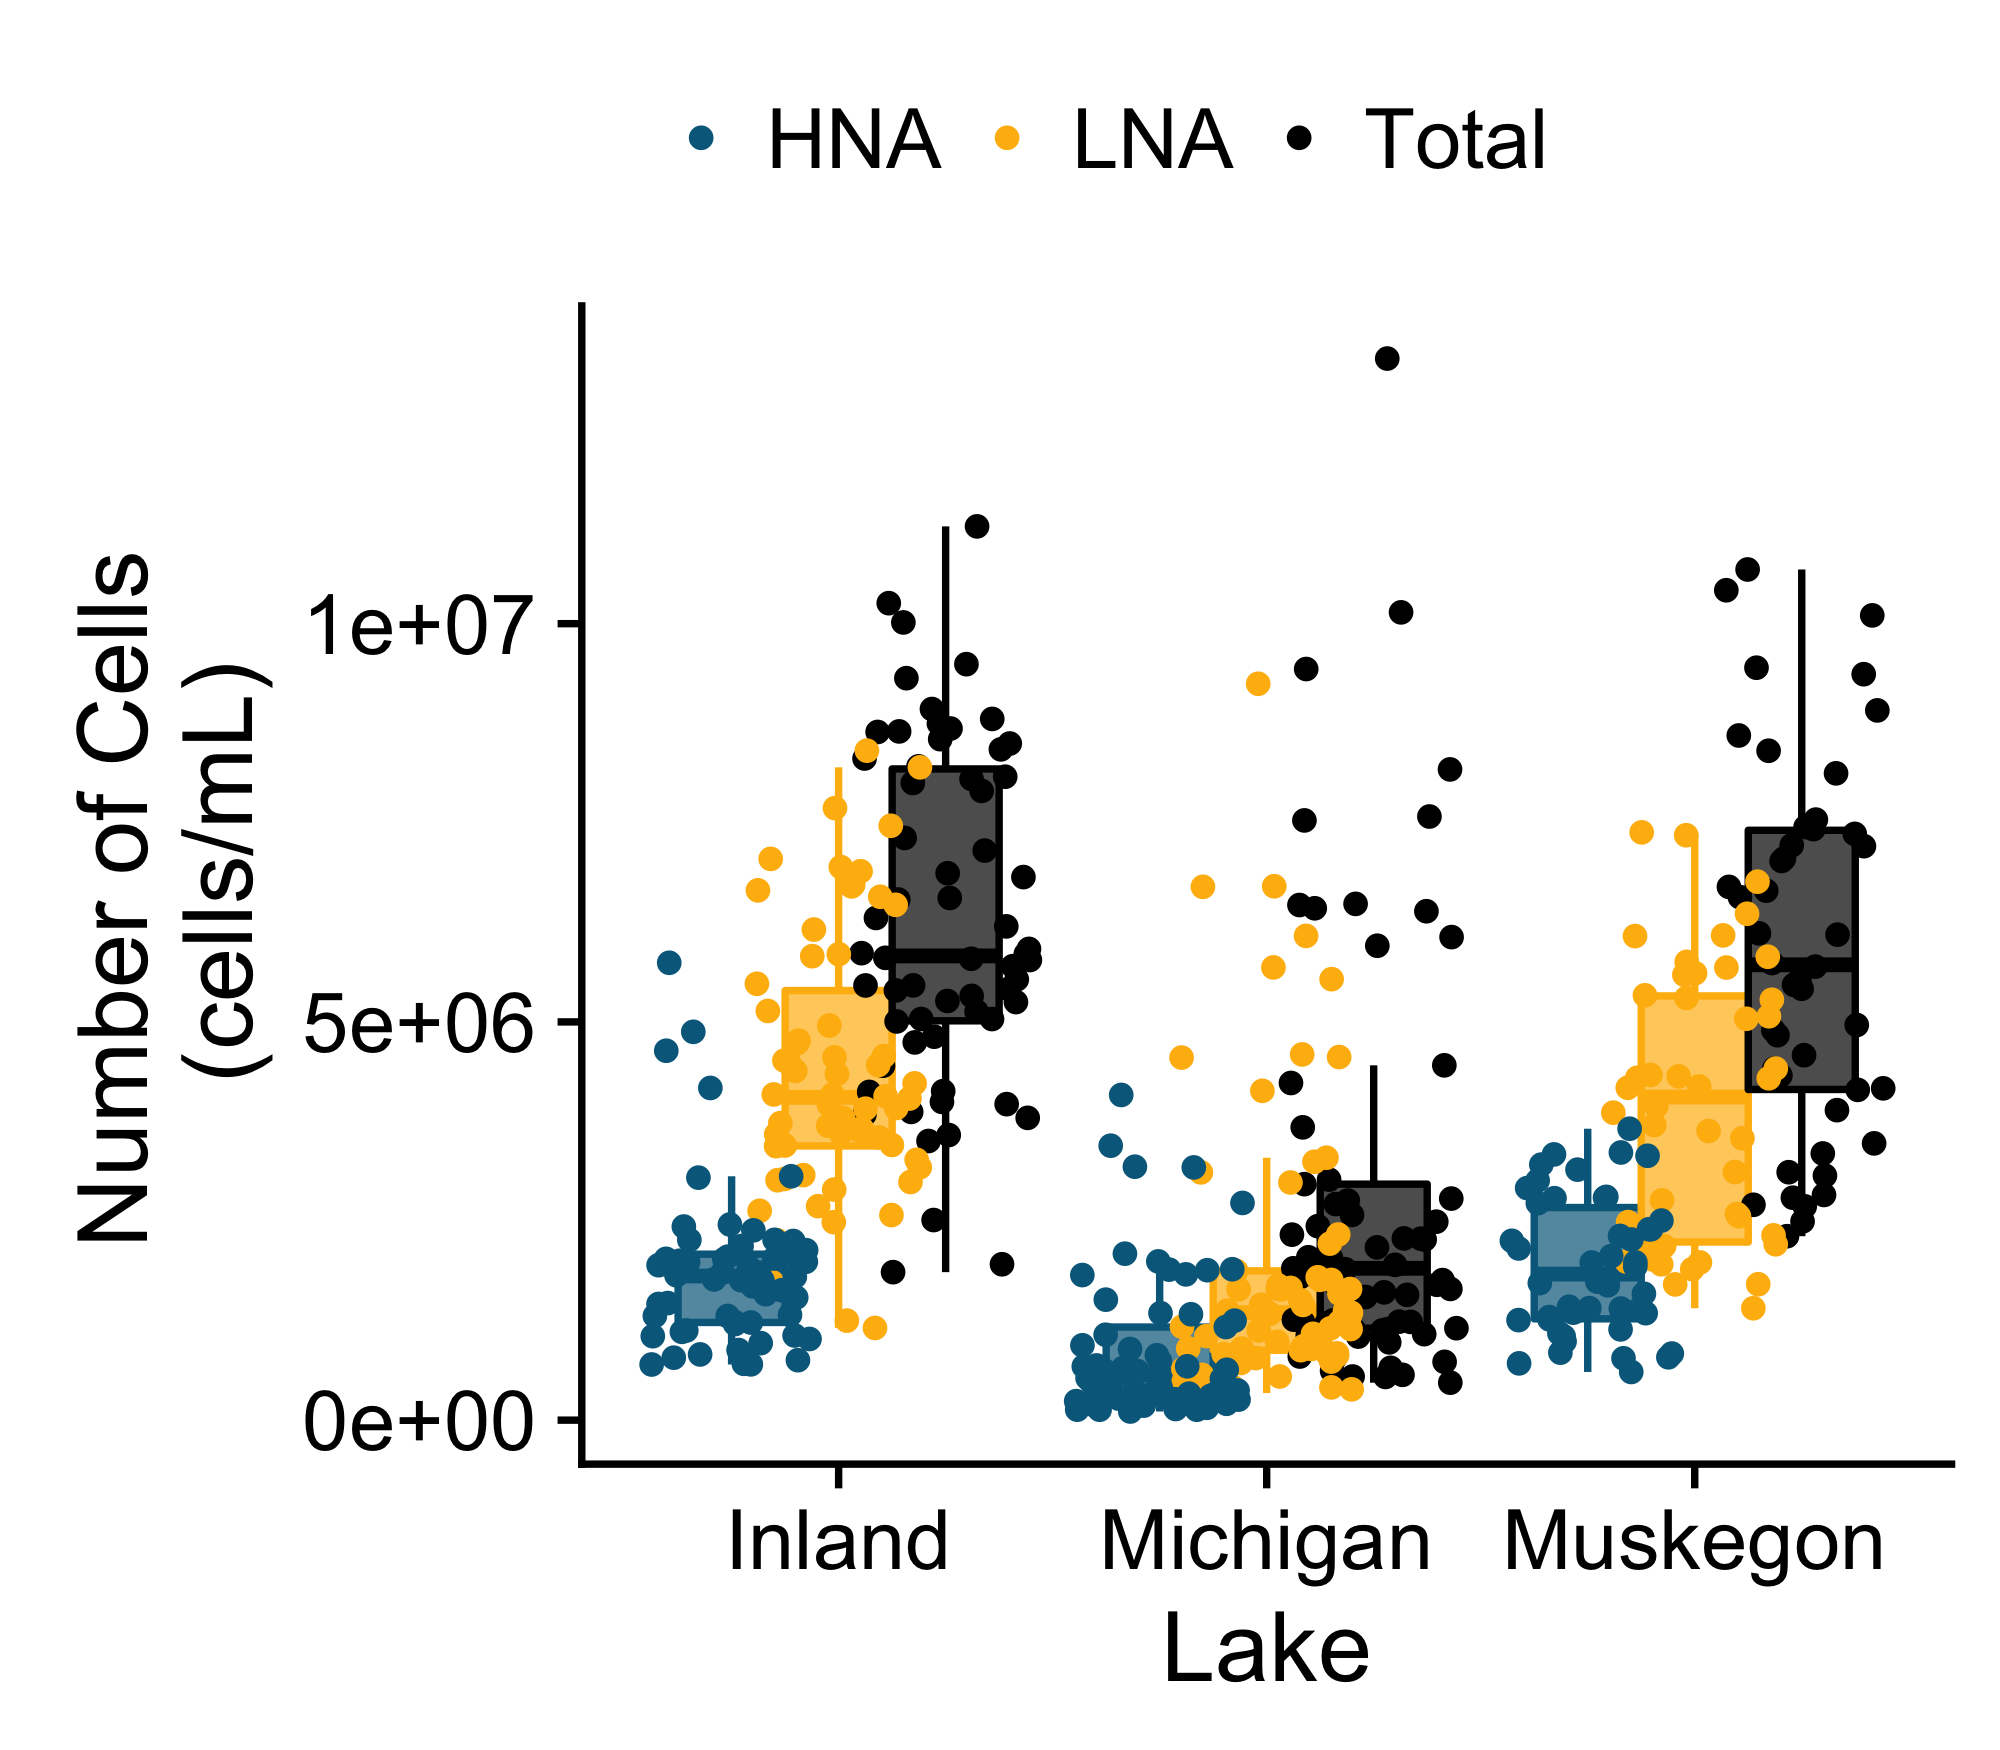 HNA LNA Total
Number of Cells
(cells/mL)
1e+07
5e+06
0e+00
Inland Michigan Muskegon
Lake